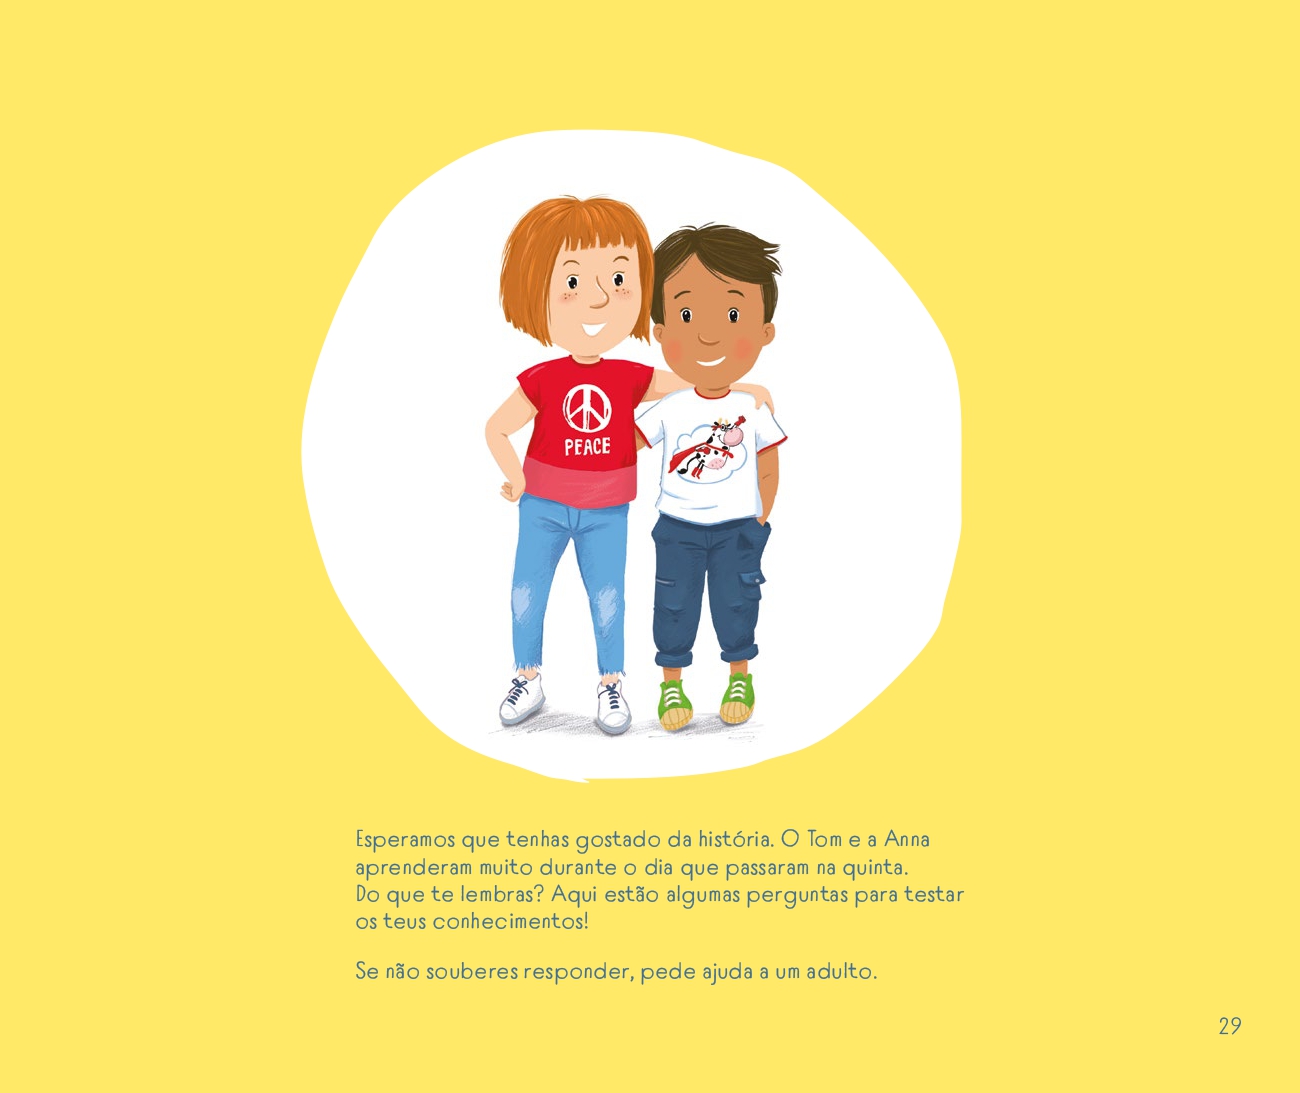 PEACE
Esperamos que tenhas gostado da história. O Tom e a Anna
aprenderam muito durante o dia que passaram na quinta.
Do que te lembras? Aqui estão algumas perguntas para testar
os teus conhecimentos!
Se não souberes responder, pede ajuda a um adulto.
29